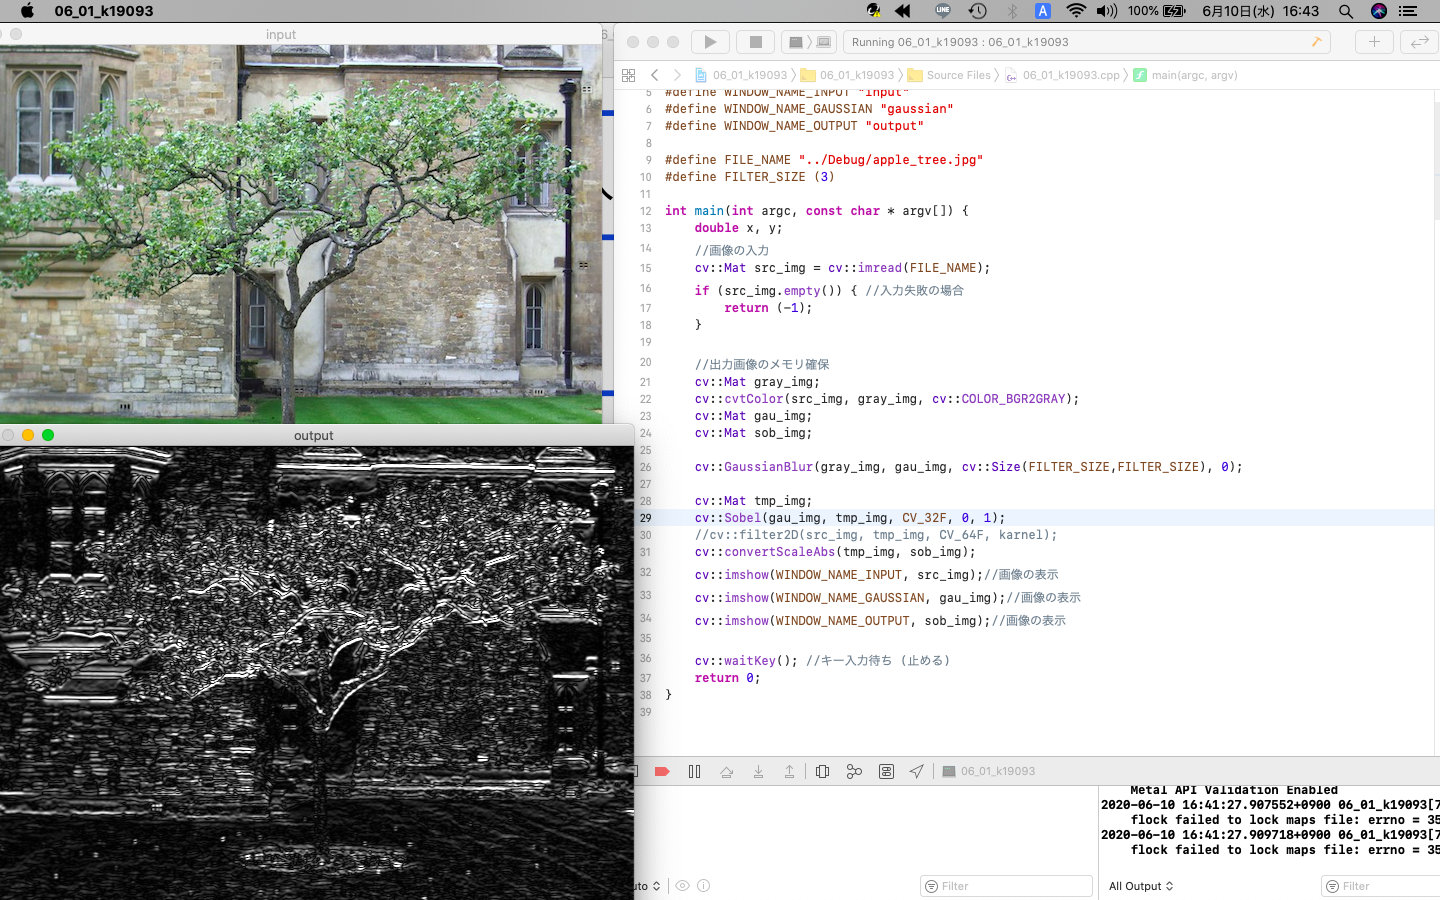 06_01_k19093
LINE
A
100%
6月10日(水) 16:43
input
Running 06_01_k19093 : 06_01_k19093
06_01_k19093 〉 06_01_k19093 〉 Source Files 〉 06_01_k19093.cpp 〉 main(argc, argv)
5 #define WINDOW_NAME_INPUT "input"
6 #define WINDOW_NAME_GAUSSIAN "gaussian"
7 #define WINDOW_NAME_OUTPUT "output"
8
9 #define FILE_NAME "../Debug/apple_tree.jpg"
10 #define FILTER_SIZE (3)
11
12 int main(int argc, const char * argv[]) {
13 double x, y;
14 //画像の入力
15 cv::Mat src_img = cv::imread(FILE_NAME);
16 if (src_img.empty()) { //入力失敗の場合
17 return (-1);
18 }
19
20 //出力画像のメモリ確保
21 cv::Mat gray_img;
22 cv::cvtColor(src_img, gray_img, cv::COLOR_BGR2GRAY);
23 cv::Mat gau_img;
24 cv::Mat sob_img;
25
26 cv::GaussianBlur(gray_img, gau_img, cv::Size(FILTER_SIZE,FILTER_SIZE), 0);
27
28 cv::Mat tmp_img;
29 cv::Sobel(gau_img, tmp_img, CV_32F, 0, 1);
30 //cv::filter2D(src_img, tmp_img, CV_64F, karnel);
31 cv::convertScaleAbs(tmp_img, sob_img);
32 cv::imshow(WINDOW_NAME_INPUT, src_img);//画像の表示
33 cv::imshow(WINDOW_NAME_GAUSSIAN, gau_img);//画像の表示
34 cv::imshow(WINDOW_NAME_OUTPUT, sob_img);//画像の表示
35
36 cv::waitKey(); //キー入力待ち (止める)
37 return 0;
38 }
39
output
06_01_k19093
Metal API Validation Enabled
2020-06-10 16:41:27.907552+0900 06_01_k19093[7
flock failed to lock maps file: errno = 35
2020-06-10 16:41:27.909718+0900 06_01_k19093[7
flock failed to lock maps file: errno = 35
uto
Filter
All Output
Filter